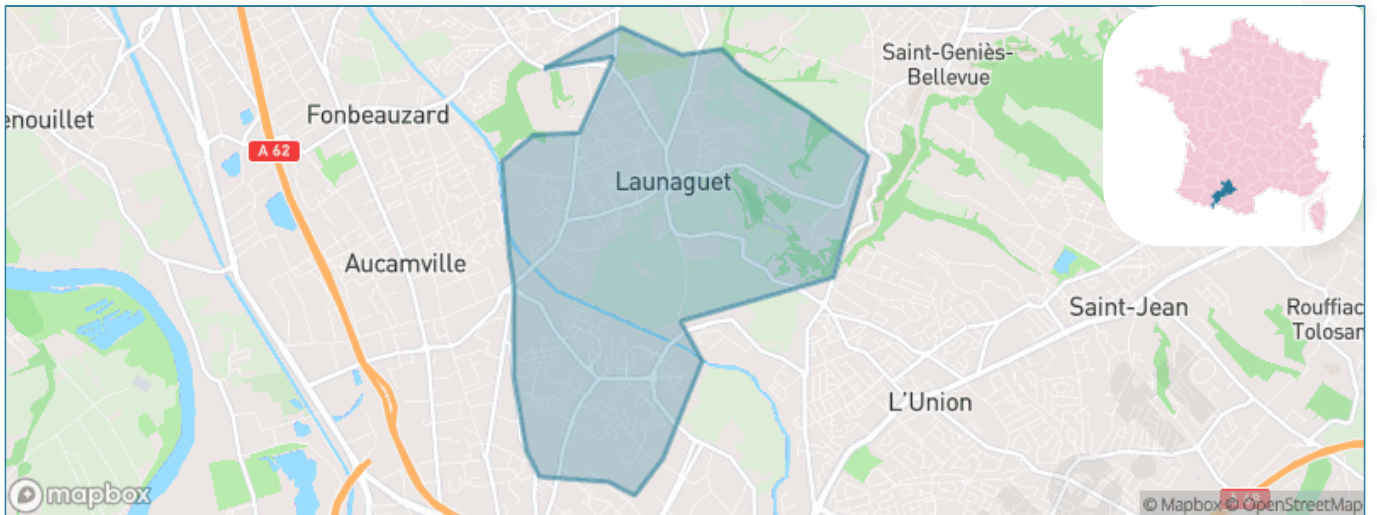 Saint-Geniès-
Bellevue
enouillet
Fonbeauzard
A 62
Launaguet
Aucamville
Saint-Jean
Rouffiac
Tolosan
L'Union
mapbox
© Mapbox © OpenStreetMap